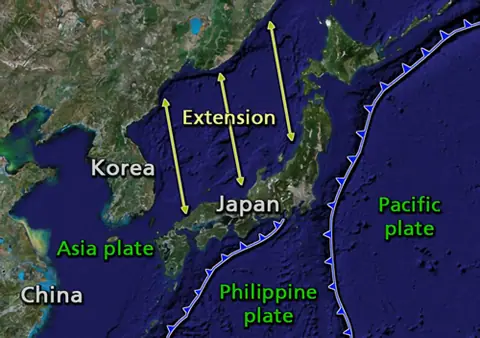 Extension
Korea
Japan
Pacific
plate
Asia plate
China
Philippine
plate